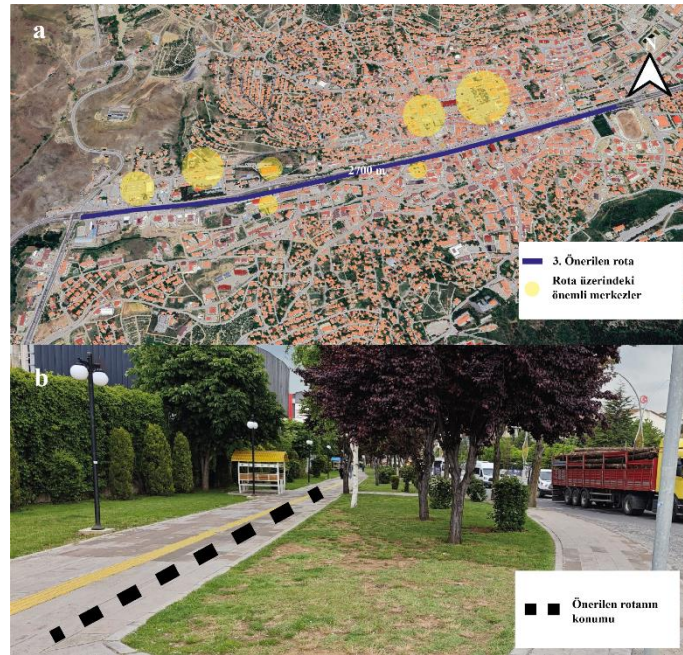 a
N
2700 m
3. Önerilen rota
Rota üzerindeki
önemli merkezler
b
Önerilen rotanın
konumu